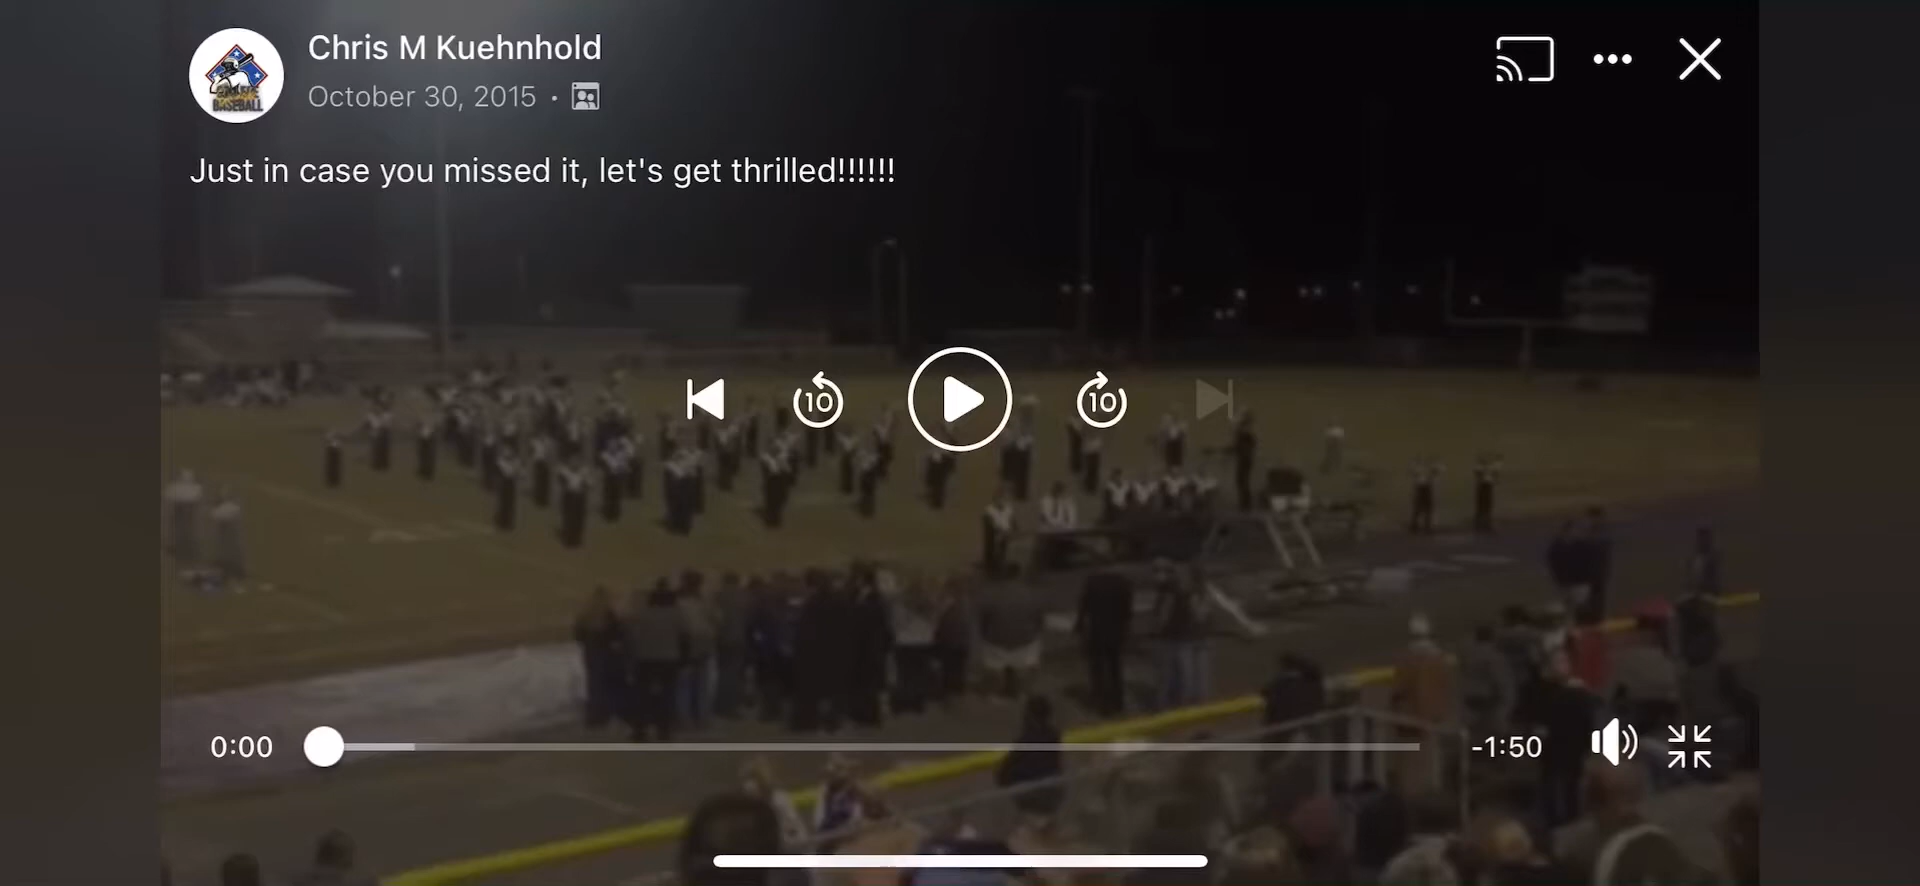 Chris M Kuehnhold
October 30, 2015 ·
Just in case you missed it, let's get thrilled!!!!!!
10
10
0:00
-1:50
BASEBALL